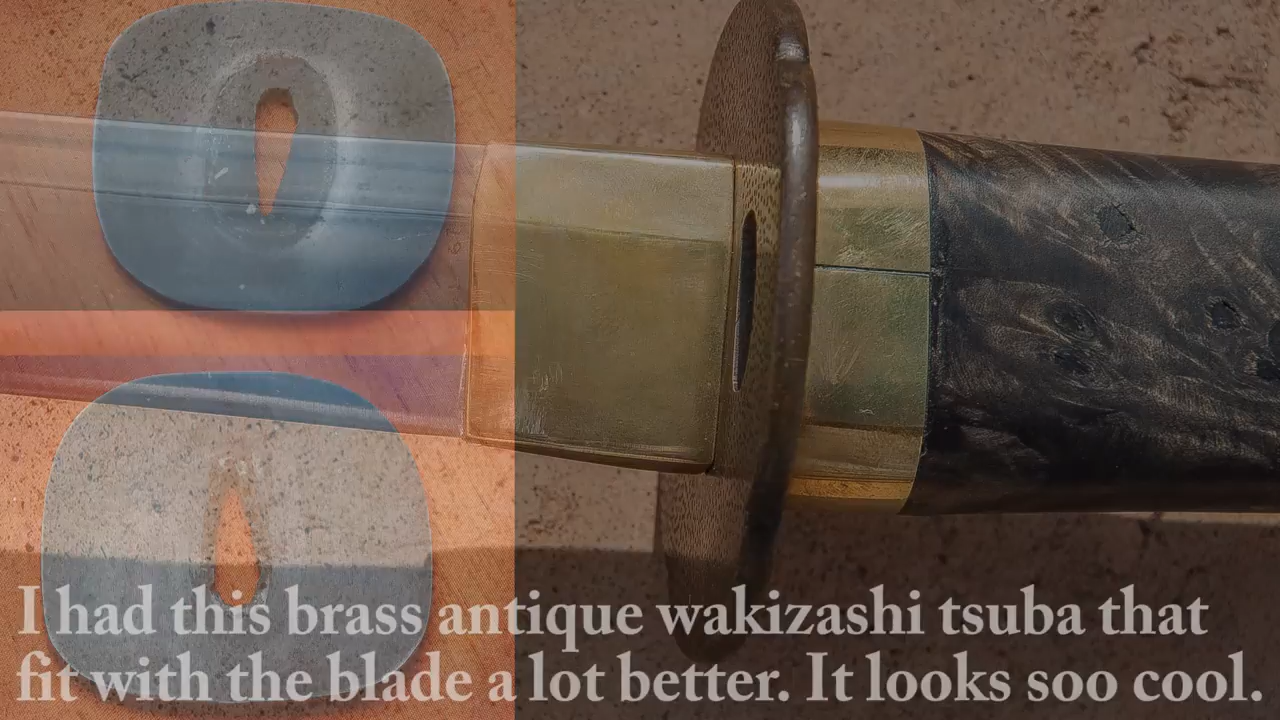 I had this brass antique wakizashi tsuba that
fit with the blade a lot better. It looks soo cool.